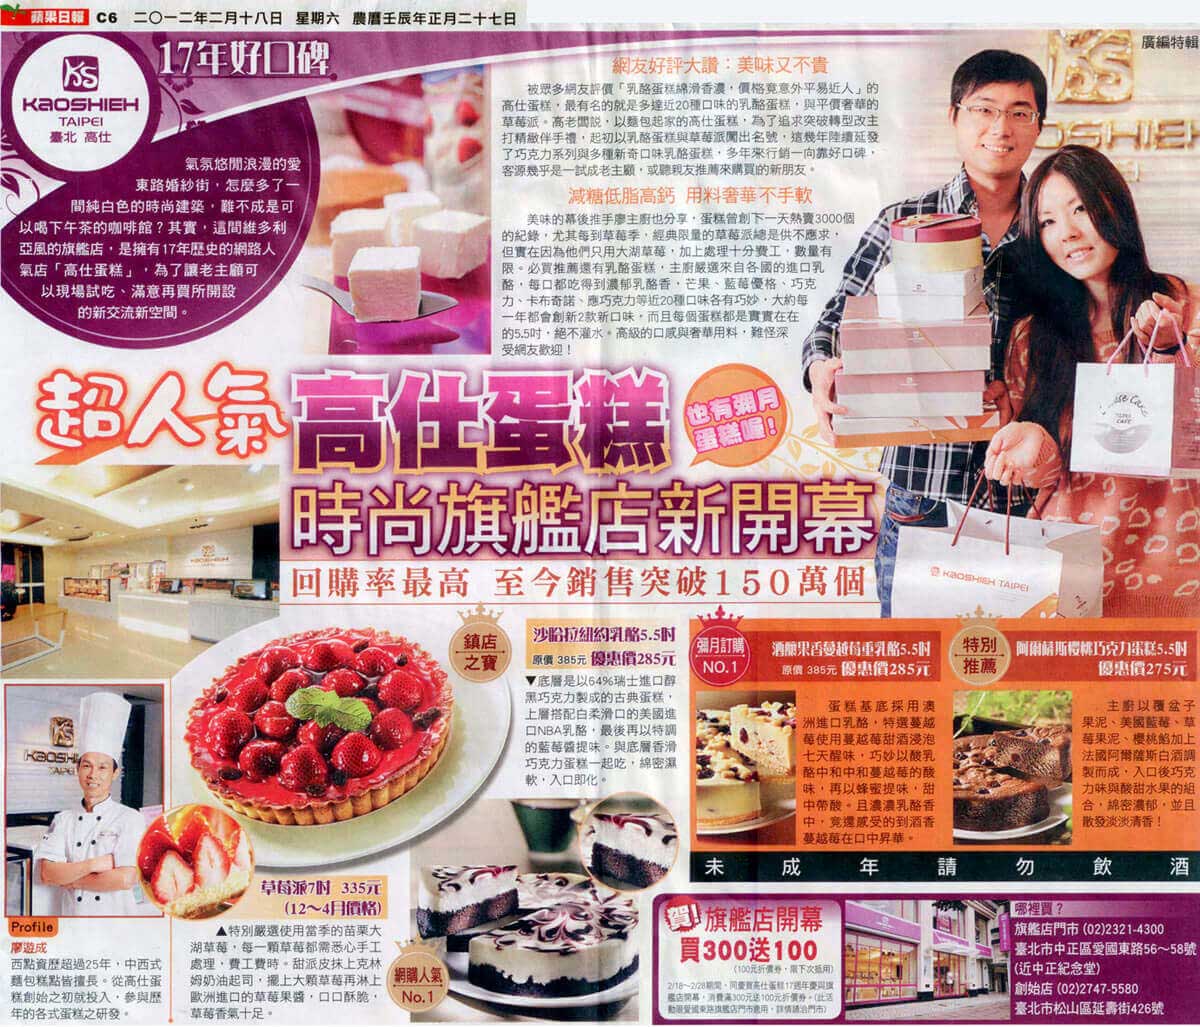 蘋果日報 C6 二〇一二年二月十八日 星期六 農曆壬辰年正月二十七日
廣編特輯
KS
KAOSHIEH
TAIPEI
臺北 高仕
17年好口碑
氣氛悠閒浪漫的愛
東路婚紗街，怎麼多了一
間純白色的時尚建築，難不成是可
以喝下午茶的咖啡館？其實，這間維多利
亞風的旗艦店，是擁有17年歷史的網路人
氣店「高仕蛋糕」，為了讓老主顧可
以現場試吃、滿意再買所開設
的新交流新空間。
網友好評大讚：美味又不貴
被眾多網友評價「乳酪蛋糕綿滑香濃，價格竟意外平易近人」的
高仕蛋糕，最有名的就是多達近20種口味的乳酪蛋糕，與平價奢華的
草莓派。高老闆說，以麵包起家的高仕蛋糕，為了追求突破轉型改主
打精緻伴手禮，起初以乳酪蛋糕與草莓派闖出名號，這幾年陸續延發
了巧克力系列與多種新奇口味乳酪蛋糕，多年來行銷一向靠好口碑，
客源幾乎是一試成老主顧，或聽親友推薦來購買的新朋友。
減糖低脂高鈣 用料奢華不手軟
美味的幕後推手廖主廚也分享，蛋糕曾創下一天熱賣3000個
的紀錄，尤其每到草莓季，經典限量的草莓派總是供不應求，
但實在因為他們只用大湖草莓，加上處理十分費工，數量有
限。必買推薦還有乳酪蛋糕，主廚嚴選來自各國的進口乳
酪，每口都吃得到濃郁乳酪香，芒果、藍莓優格、巧克
力、卡布奇諾、應巧克力等近20種口味各有巧妙，大約每
一年都會創新2款新口味，而且每個蛋糕都是實實在在
的5.5吋，絕不灌水。高級的口感與奢華用料，難怪深
受網友歡迎！
超人氣
高仕蛋糕
也有彌月
蛋糕喔！
時尚旗艦店新開幕
回購率最高 至今銷售突破150萬個
KAOSHIEH
KAOSHIEH TAIPEI
鎮店
之寶
沙哈拉紐約乳酪5.5吋
原價 385元 優惠價285元
▼底層是以64%瑞士進口醇
黑巧克力製成的古典蛋糕，
上層搭配白柔滑口的美國進
口NBA乳酪，最後再以特調
的藍莓醬提味。與底層香滑
巧克力蛋糕一起吃，綿密濕
軟，入口即化。
彌月訂購
NO.1
酒釀果香蔓越莓重乳酪5.5吋
原價 385元 優惠價285元
蛋糕基底採用澳
洲進口乳酪，特選蔓越
莓使用蔓越莓甜酒浸泡
七天醒味，巧妙以酸乳
酪中和中和蔓越莓的酸
味，再以蜂蜜提味，甜
中帶酸。且濃濃乳酪香
中，竟還感受的到酒香
蔓越莓在口中昇華。
特別
推薦
阿爾薩斯櫻桃巧克力蛋糕5.5吋
優惠價275元
主廚以覆盆子
果泥、美國藍莓、草
莓果泥、櫻桃餡加上
法國阿爾薩斯白酒調
製而成，入口後巧克
力味與酸甜水果的組
合，綿密濃郁，並且
散發淡淡清香！
未成年請勿飲酒
KAOSHIEH
TAIPEI
Profile
廖遊成
西點資歷超過25年，中西式
麵包糕點皆擅長。從高仕蛋
糕創始之初就投入，參與歷
年的各式蛋糕之研發。
草莓派7吋 335元
(12～4月價格)
▲特別嚴選使用當季的苗栗大
湖草莓，每一顆草莓都需悉心手工
處理，費工費時。甜派皮抹上克林
姆奶油起司，擺上大顆草莓再淋上
歐洲進口的草莓果醬，口口酥脆，
草莓香氣十足。
網購人氣
No.1
賀！旗艦店開幕
買300送100
(100元折價券，限下次抵用)
2/18～2/28期間，同慶賀高仕蛋糕17週年慶與旗
艦店開幕，消費滿300元送100元折價券。(此活
動限愛國東路旗艦店門市適用，詳情請洽門市)
哪裡買？
旗艦店門市 (02)2321-4300
臺北市中正區愛國東路56～58號
(近中正紀念堂)
創始店 (02)2747-5580
臺北市松山區延壽街426號